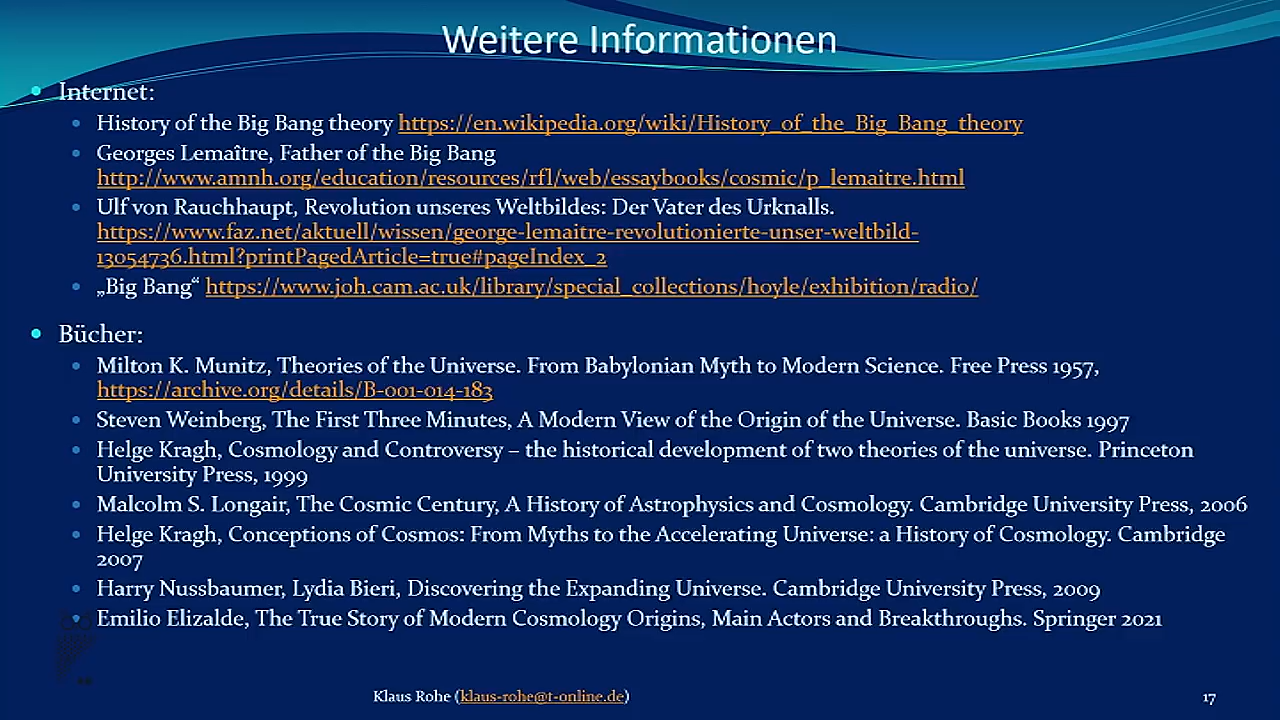 Weitere Informationen
Internet:
History of the Big Bang theory https://en.wikipedia.org/wiki/History_of_the_Big_Bang_theory
Georges Lemaître, Father of the Big Bang
http://www.amnh.org/education/resources/rfl/web/essaybooks/cosmic/p_lemaitre.html
Ulf von Rauchhaupt, Revolution unseres Weltbildes: Der Vater des Urknalls.
https://www.faz.net/aktuell/wissen/george-lemaitre-revolutionierte-unser-weltbild-
13054736.html?printPagedArticle=true#pageIndex_2
„Big Bang“ https://www.joh.cam.ac.uk/library/special_collections/hoyle/exhibition/radio/
Bücher:
Milton K. Munitz, Theories of the Universe. From Babylonian Myth to Modern Science. Free Press 1957,
https://archive.org/details/B-001-014-183
Steven Weinberg, The First Three Minutes, A Modern View of the Origin of the Universe. Basic Books 1997
Helge Kragh, Cosmology and Controversy – the historical development of two theories of the universe. Princeton
University Press, 1999
Malcolm S. Longair, The Cosmic Century, A History of Astrophysics and Cosmology. Cambridge University Press, 2006
Helge Kragh, Conceptions of Cosmos: From Myths to the Accelerating Universe: a History of Cosmology. Cambridge
2007
Harry Nussbaumer, Lydia Bieri, Discovering the Expanding Universe. Cambridge University Press, 2009
Emilio Elizalde, The True Story of Modern Cosmology Origins, Main Actors and Breakthroughs. Springer 2021
Klaus Rohe (klaus-rohe@t-online.de)
17